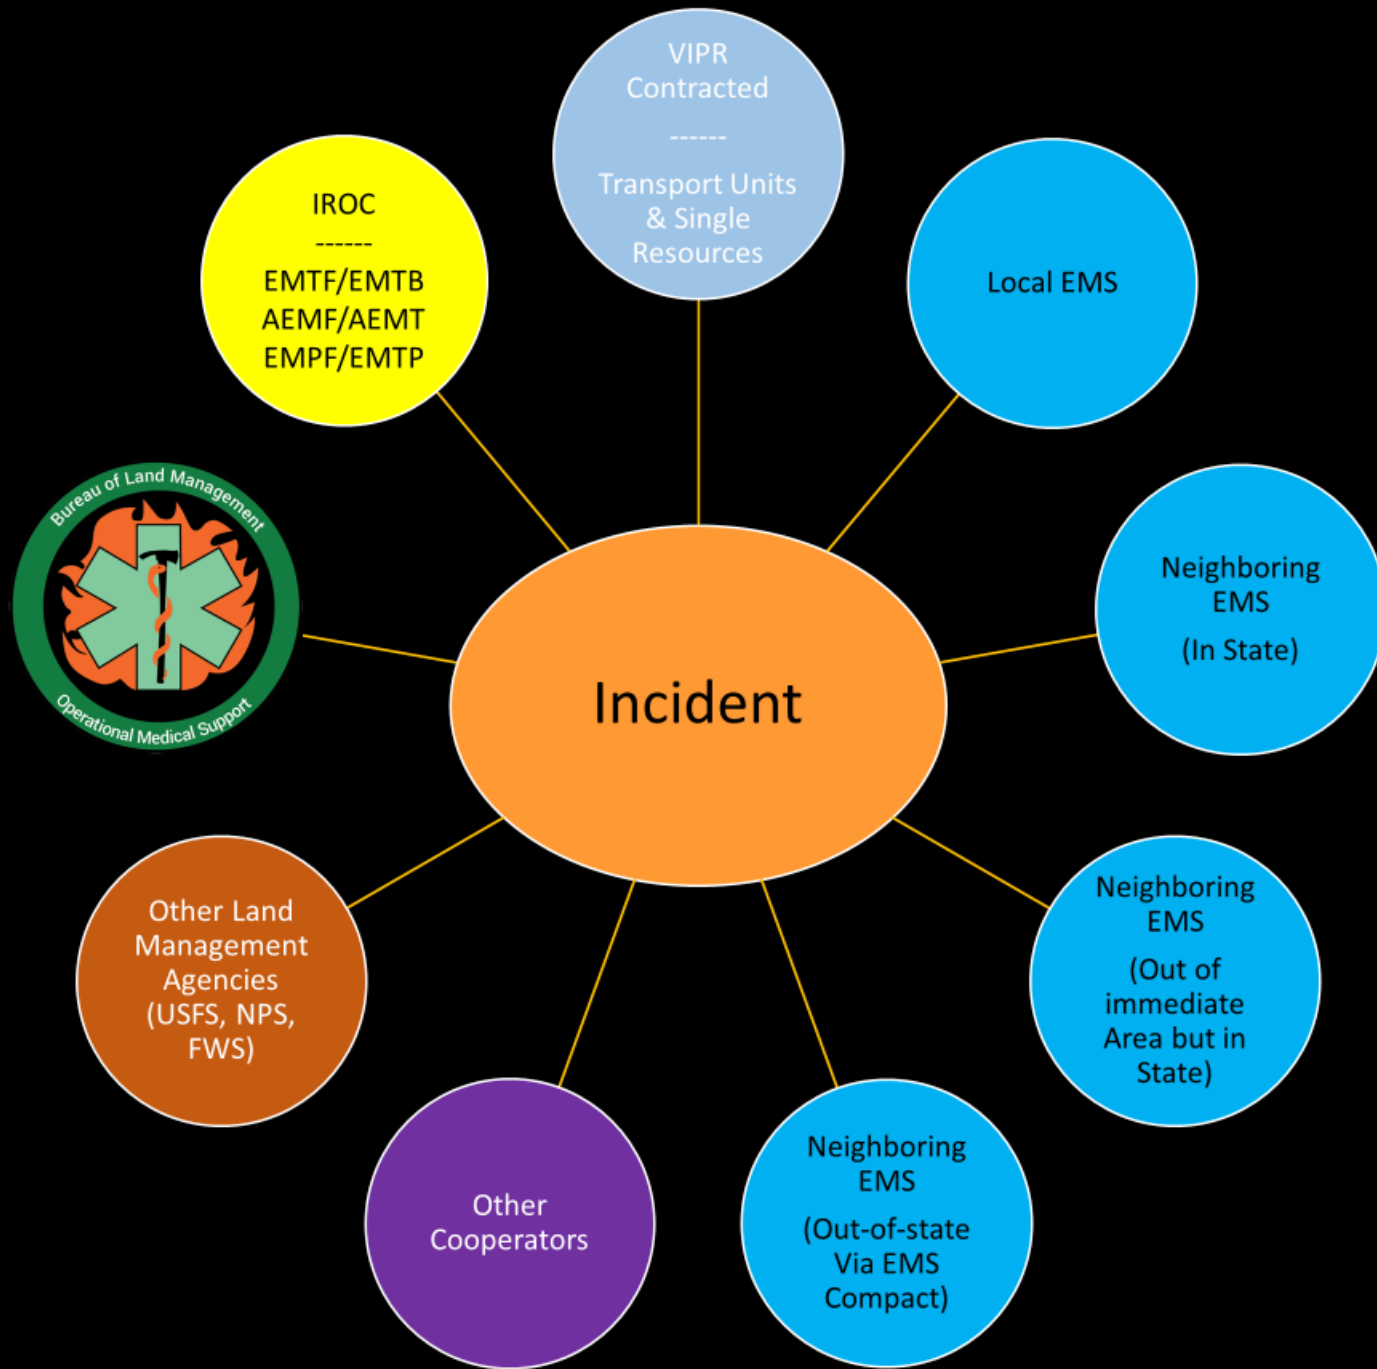 VIPR
Contracted
------
Transport Units
& Single
Resources
IROC
------
EMTF/EMTB
AEMF/AEMT
EMPF/EMTP
Local EMS
Bureau of Land Management
Operational Medical Support
Neighboring
EMS
(In State)
Incident
Other Land
Management
Agencies
(USFS, NPS,
FWS)
Neighboring
EMS
(Out of
immediate
Area but in
State)
Other
Cooperators
Neighboring
EMS
(Out-of-state
Via EMS
Compact)